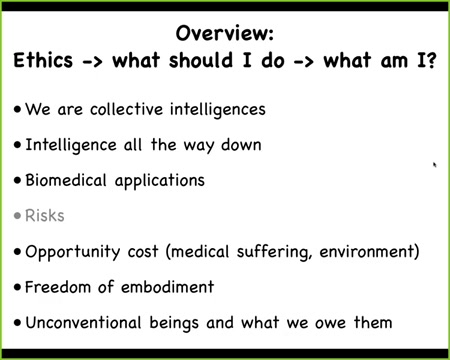 Overview:
Ethics -> what should I do -> what am I?
• We are collective intelligences
• Intelligence all the way down
• Biomedical applications
• Risks
• Opportunity cost (medical suffering, environment)
• Freedom of embodiment
• Unconventional beings and what we owe them